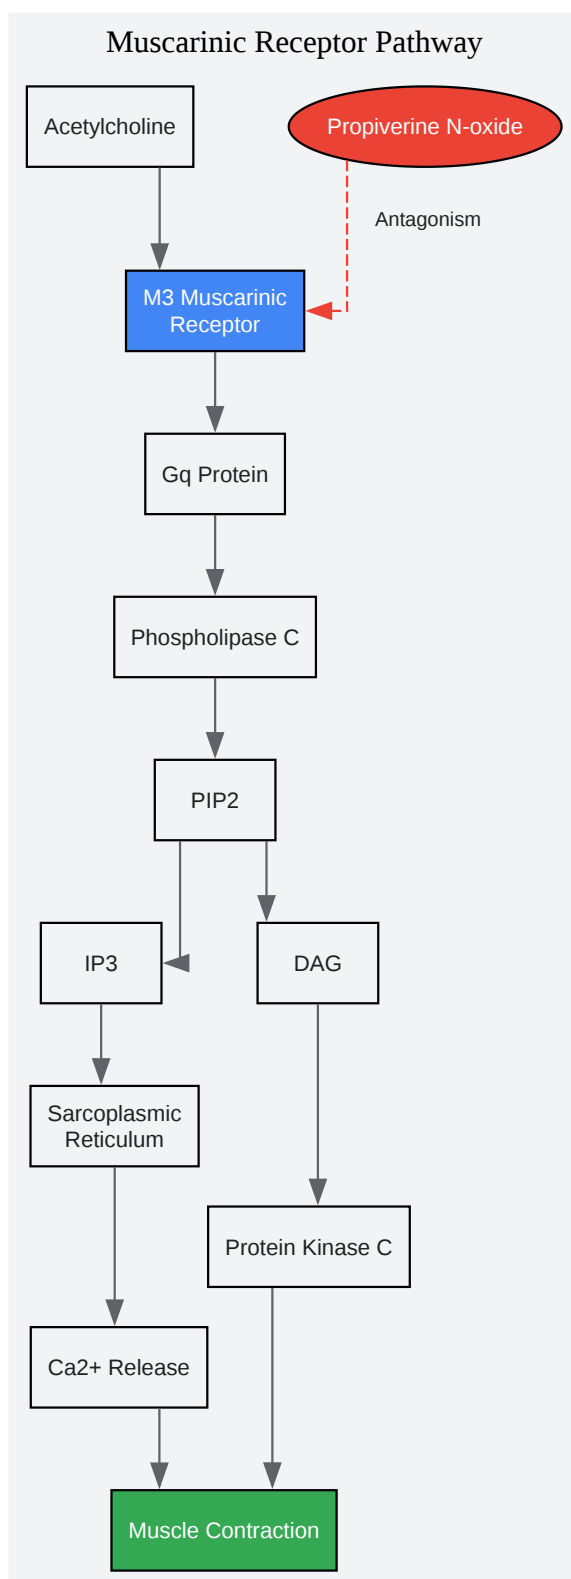 Muscarinic Receptor Pathway
Acetylcholine
Propiverine N-oxide
Antagonism
M3 Muscarinic
Receptor
Gq Protein
Phospholipase C
PIP2
IP3
DAG
Sarcoplasmic
Reticulum
Protein Kinase C
Ca2+ Release
Muscle Contraction